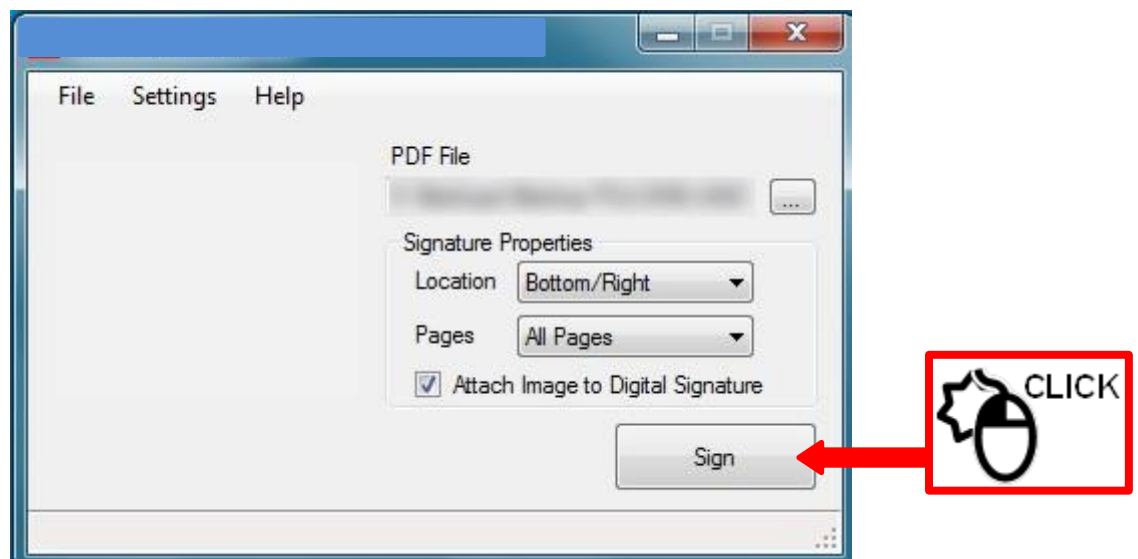 File Settings Help
PDF File
...
Signature Properties
Location Bottom/Right
Pages All Pages
Attach Image to Digital Signature
CLICK
Sign